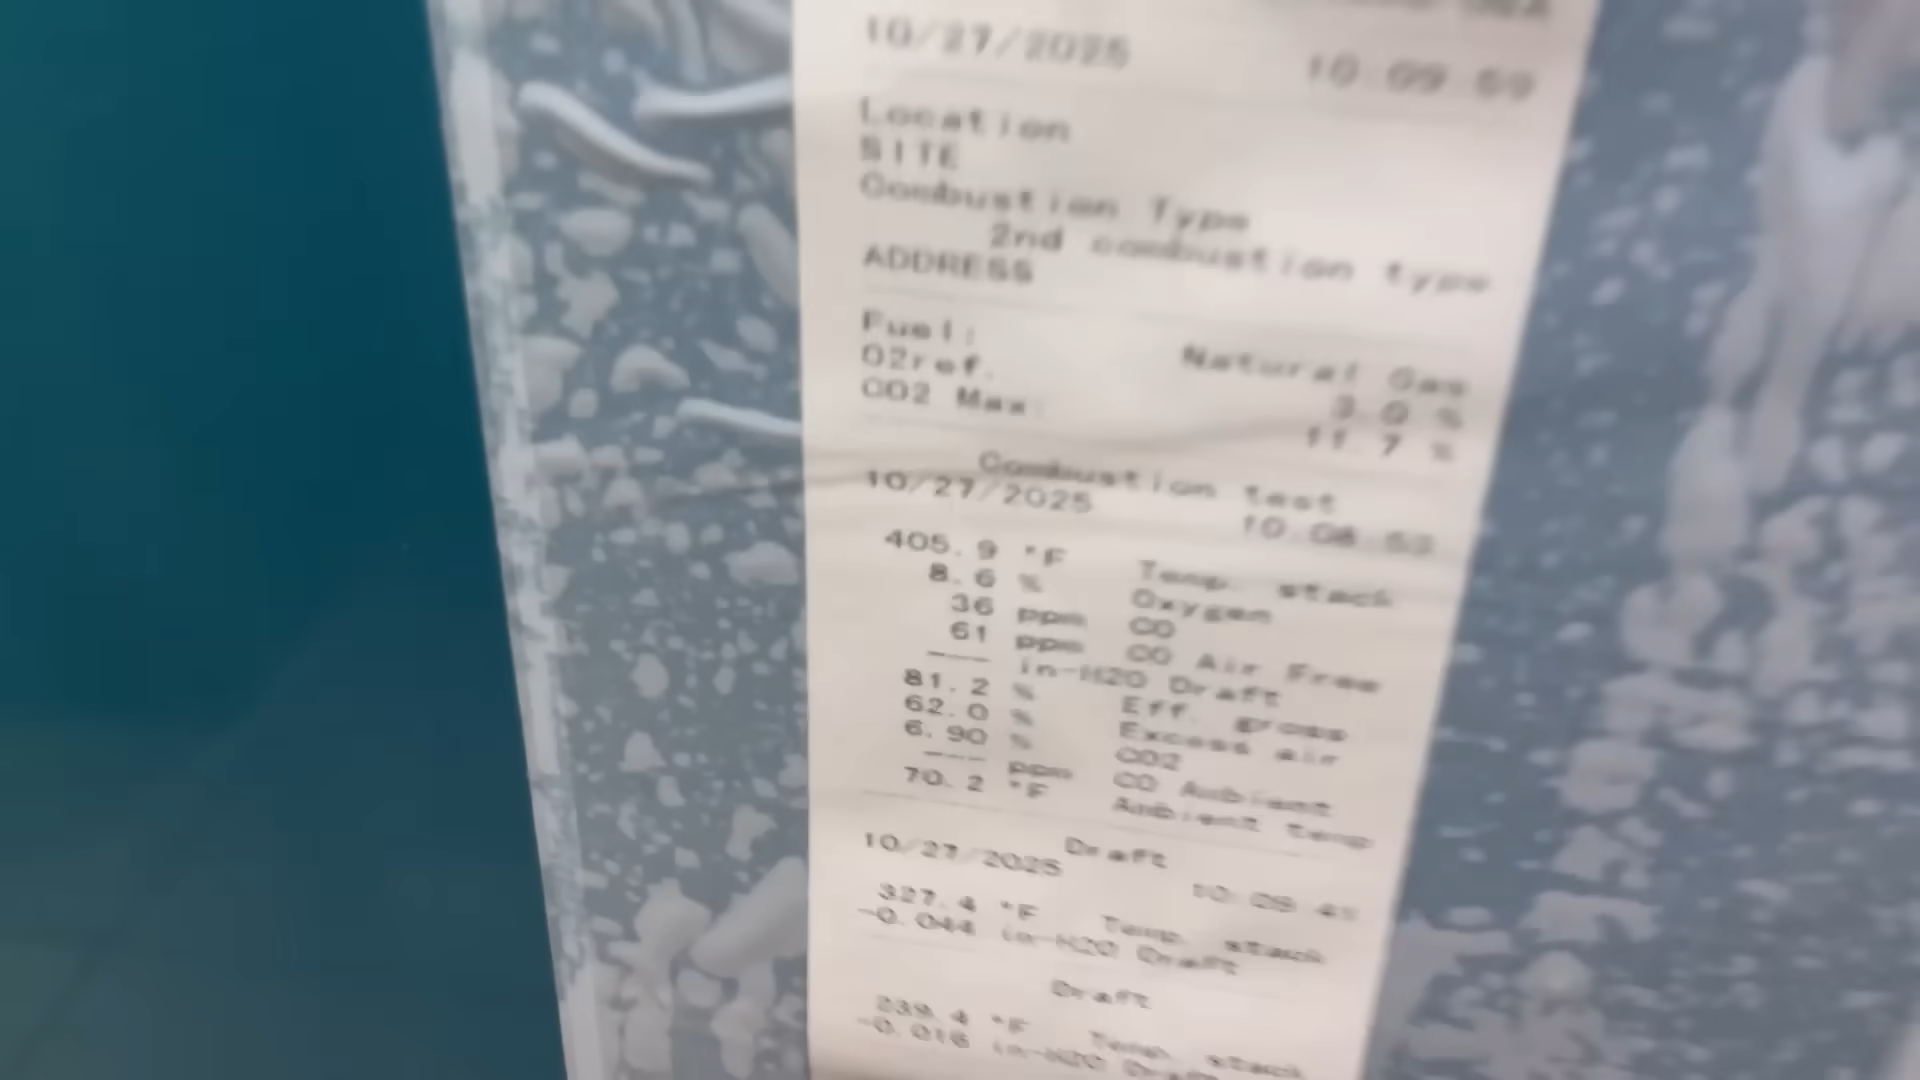 10/27/2025 10:09:59
Location
SITE
Combustion Type
2nd combustion type
ADDRESS
Fuel: Natural Gas
O2ref. 3.0 %
CO2 Max: 11.7 %
Combustion test
10/27/2025
405.9 °F Temp. stack
8.6 % Oxygen
36 ppm CO
61 ppm CO Air Free
--- in-H2O Draft
81.2 % Eff. gross
62.0 % Excess air
6.90 % CO2
--- ppm CO Ambient
70.2 °F Ambient temp
Draft
10/27/2025
327.4 °F Temp. stack
-0.044 in-H2O Draft
Draft
239.4 °F Temp. stack
-0.016 in-H2O Draft